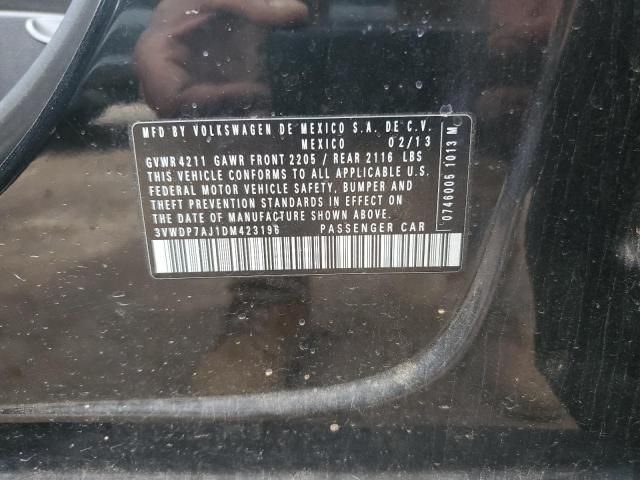 MFD BY VOLKSWAGEN DE MEXICO S.A. DE C.V.
MEXICO 02/13
GVWR 4211 GAWR FRONT 2205 / REAR 2116 LBS
THIS VEHICLE CONFORMS TO ALL APPLICABLE U.S.
FEDERAL MOTOR VEHICLE SAFETY, BUMPER AND
THEFT PREVENTION STANDARDS IN EFFECT ON
THE DATE OF MANUFACTURE SHOWN ABOVE.
3VWDP7AJ1DM423196 PASSENGER CAR
0746005 1013 M